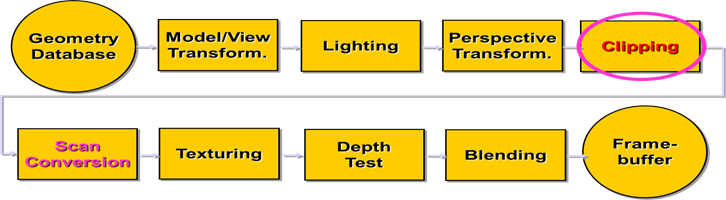 Geometry
Database
Model/View
Transform.
Lighting
Perspective
Transform.
Clipping
Scan
Conversion
Texturing
Depth
Test
Blending
Frame-
buffer